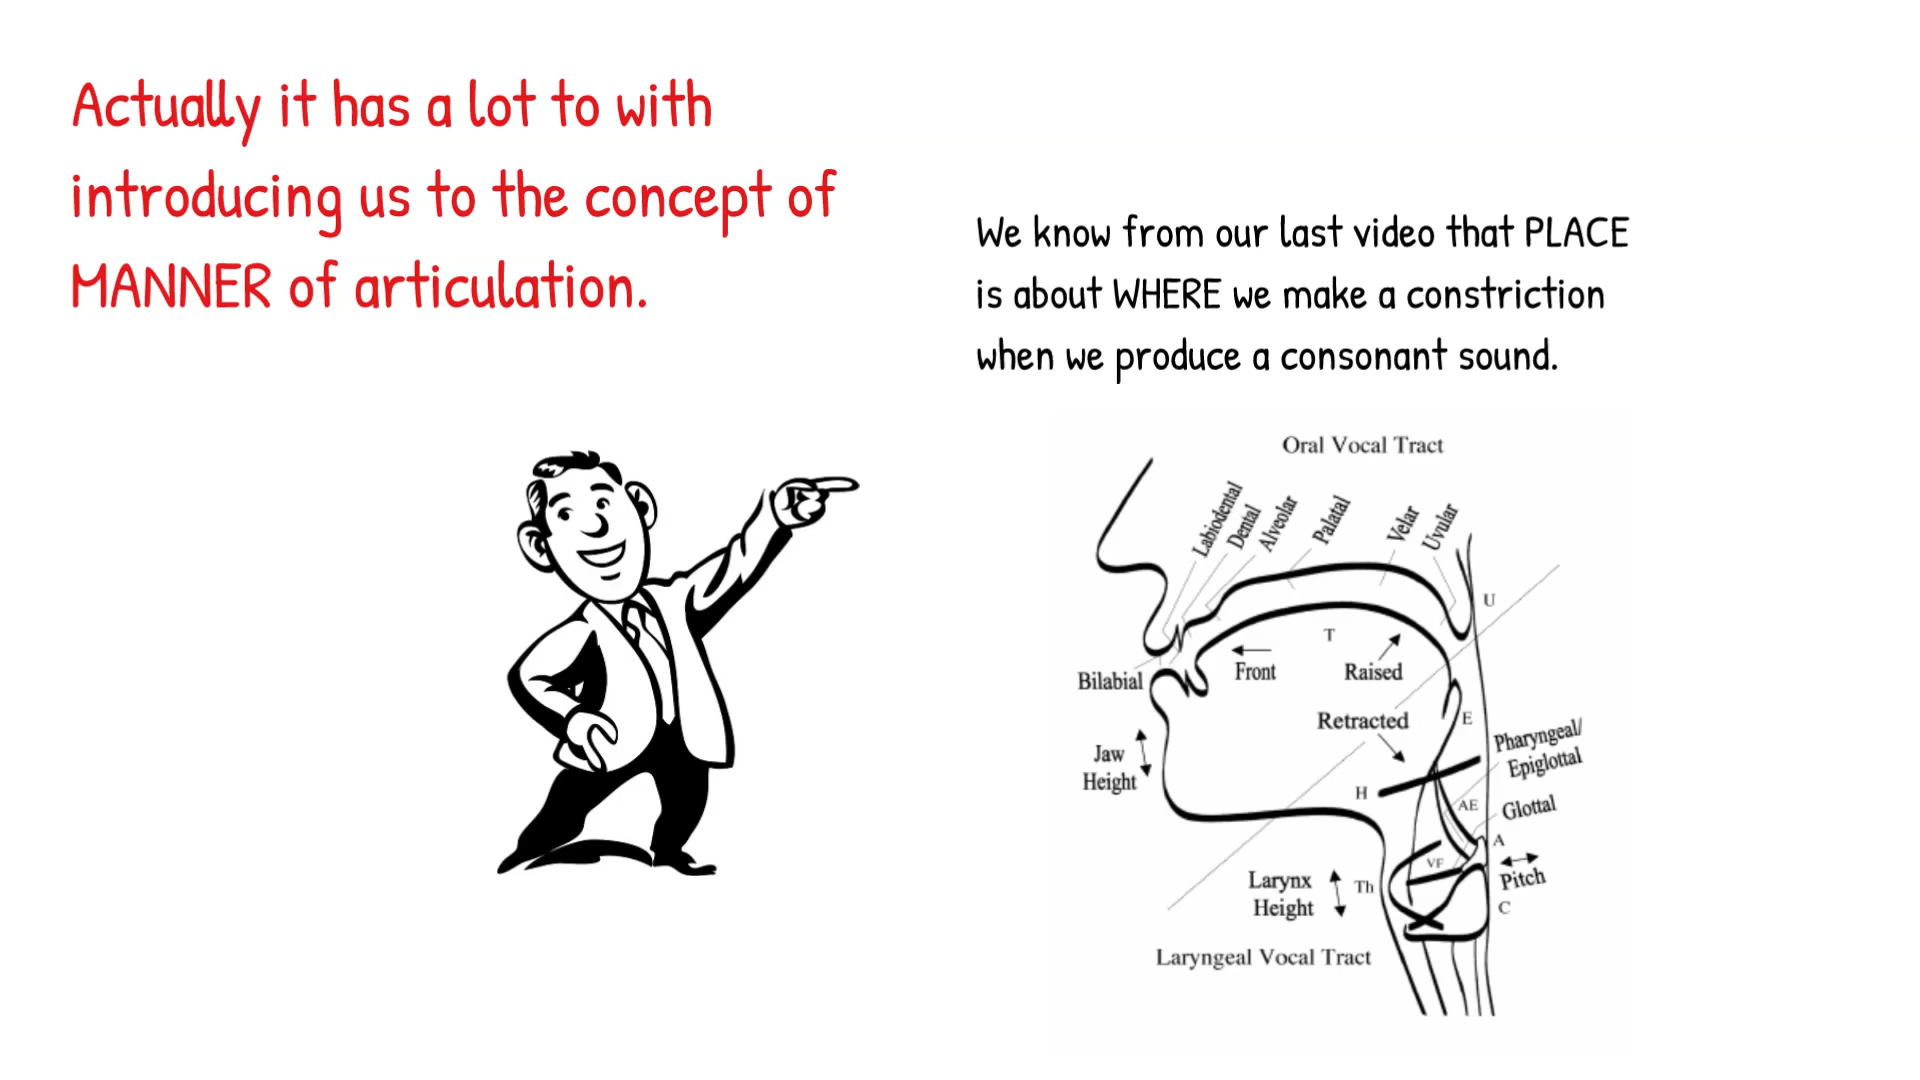 Actually it has a lot to with
introducing us to the concept of
MANNER of articulation.
We know from our last video that PLACE
is about WHERE we make a constriction
when we produce a consonant sound.
Oral Vocal Tract
Labiodental
Dental
Alveolar
Palatal
Velar
Uvular
U
T
Front
Raised
Bilabial
Retracted
E
Pharyngeal/
Epiglottal
Jaw
Height
H
AE
Glottal
A
VF
Pitch
Larynx
Height
Th
C
Laryngeal Vocal Tract